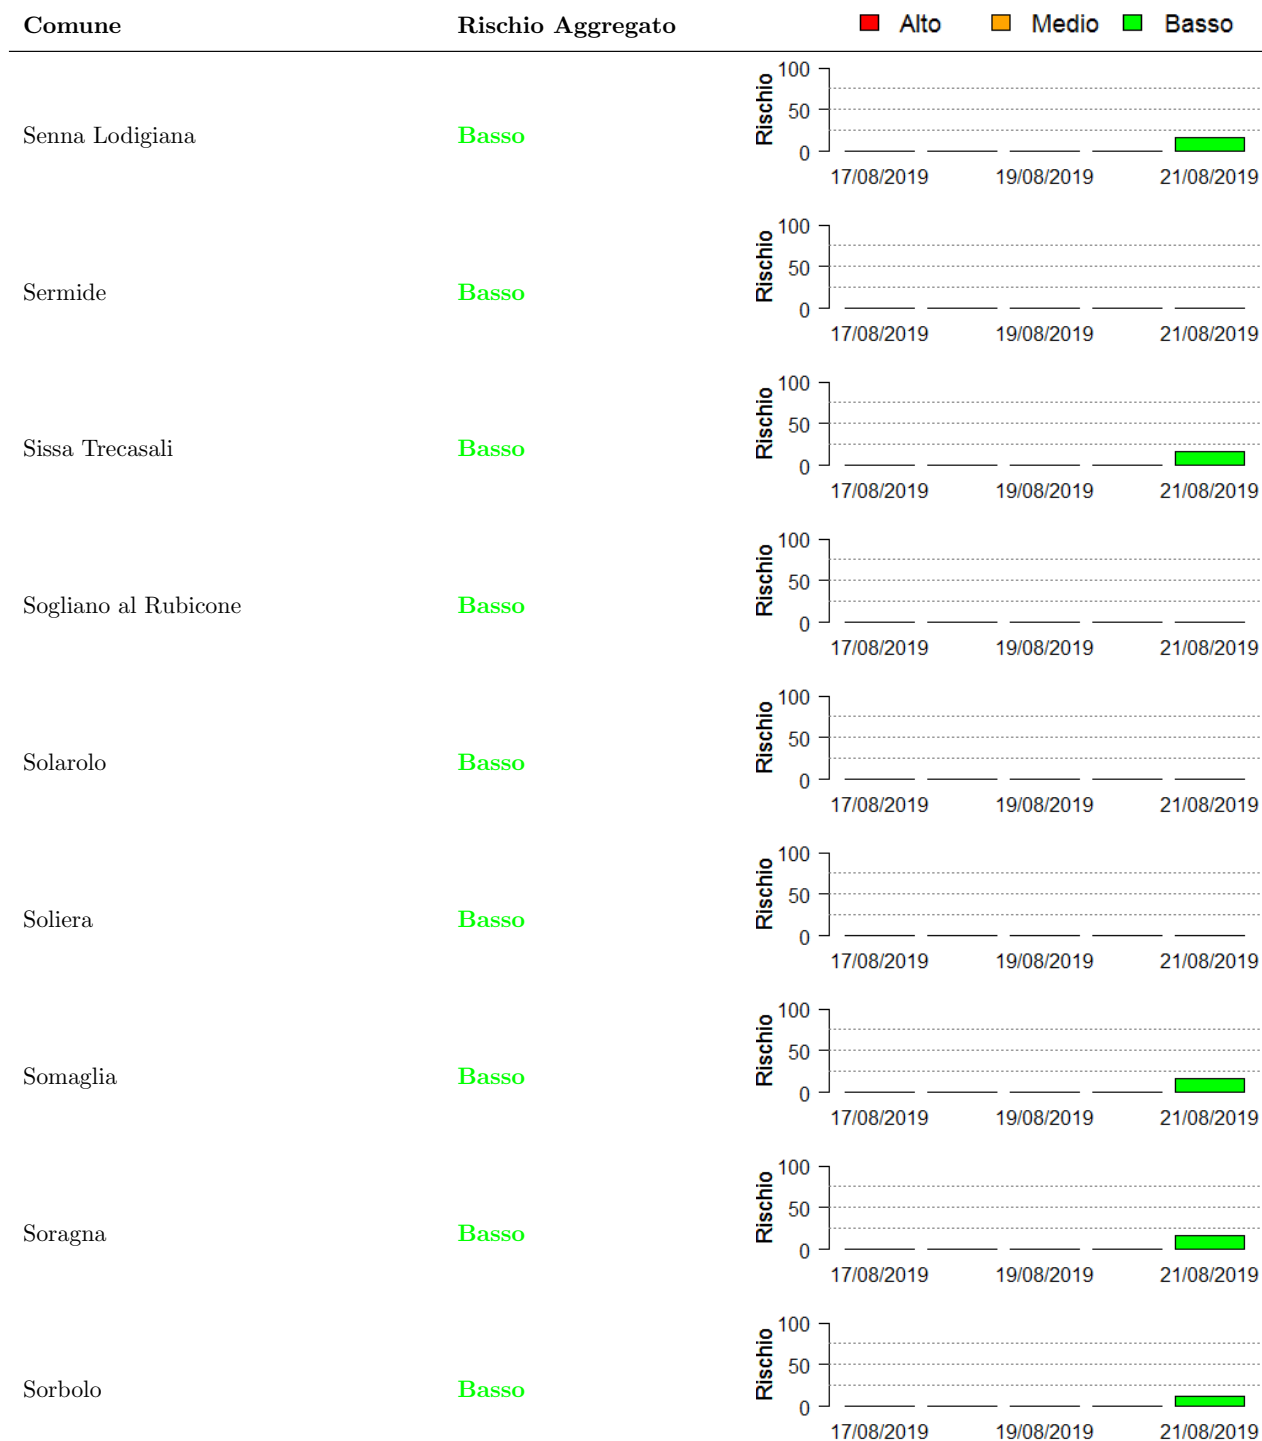 Comune Rischio Aggregato Alto Medio Basso
100
Rischio
50
Senna Lodigiana Basso
0
17/08/2019 19/08/2019 21/08/2019
100
Rischio
50
Sermide Basso
0
17/08/2019 19/08/2019 21/08/2019
100
Rischio
50
Sissa Trecasali Basso
0
17/08/2019 19/08/2019 21/08/2019
100
Rischio
50
Sogliano al Rubicone Basso
0
17/08/2019 19/08/2019 21/08/2019
100
Rischio
50
Solarolo Basso
0
17/08/2019 19/08/2019 21/08/2019
100
Rischio
50
Soliera Basso
0
17/08/2019 19/08/2019 21/08/2019
100
Rischio
50
Somaglia Basso
0
17/08/2019 19/08/2019 21/08/2019
100
Rischio
50
Soragna Basso
0
17/08/2019 19/08/2019 21/08/2019
100
Rischio
50
Sorbolo Basso
0
17/08/2019 19/08/2019 21/08/2019